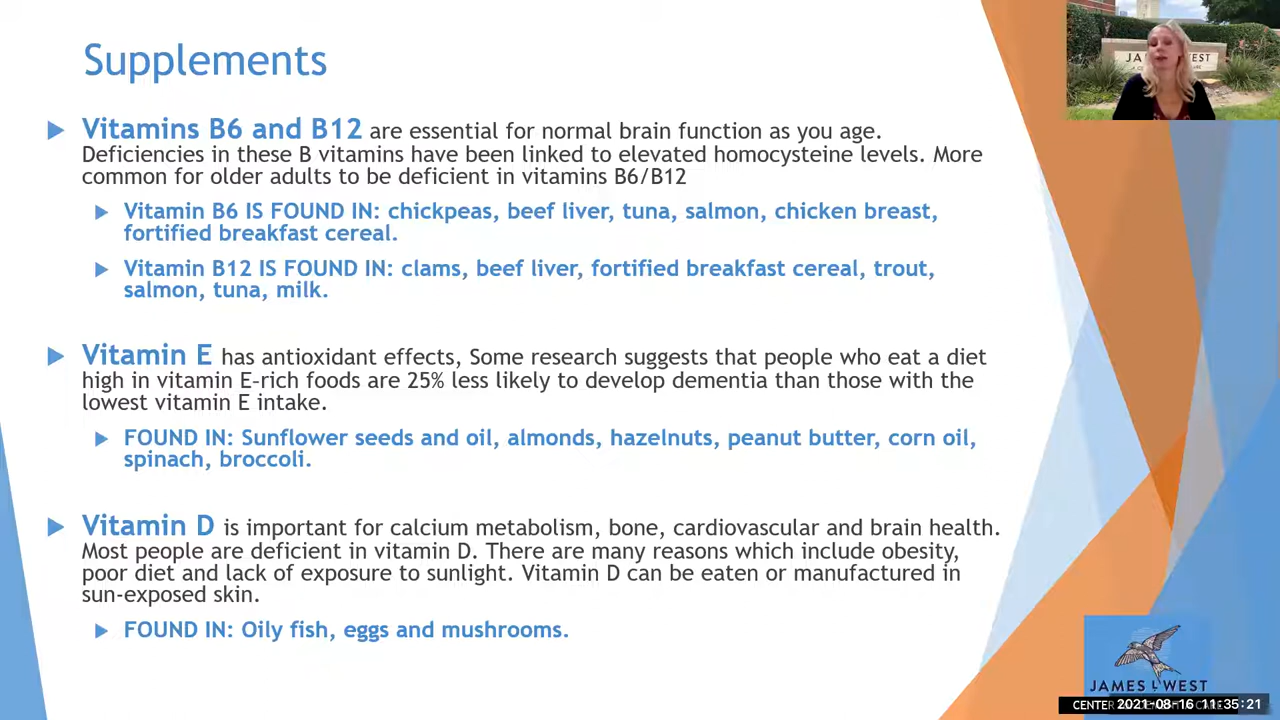 Supplements
Vitamins B6 and B12 are essential for normal brain function as you age.
Deficiencies in these B vitamins have been linked to elevated homocysteine levels. More
common for older adults to be deficient in vitamins B6/B12
Vitamin B6 IS FOUND IN: chickpeas, beef liver, tuna, salmon, chicken breast,
fortified breakfast cereal.
Vitamin B12 IS FOUND IN: clams, beef liver, fortified breakfast cereal, trout,
salmon, tuna, milk.
Vitamin E has antioxidant effects, Some research suggests that people who eat a diet
high in vitamin E-rich foods are 25% less likely to develop dementia than those with the
lowest vitamin E intake.
FOUND IN: Sunflower seeds and oil, almonds, hazelnuts, peanut butter, corn oil,
spinach, broccoli.
Vitamin D is important for calcium metabolism, bone, cardiovascular and brain health.
Most people are deficient in vitamin D. There are many reasons which include obesity,
poor diet and lack of exposure to sunlight. Vitamin D can be eaten or manufactured in
sun-exposed skin.
FOUND IN: Oily fish, eggs and mushrooms.
JAMES L WEST
CENTER
2021-08-16 11:35:21